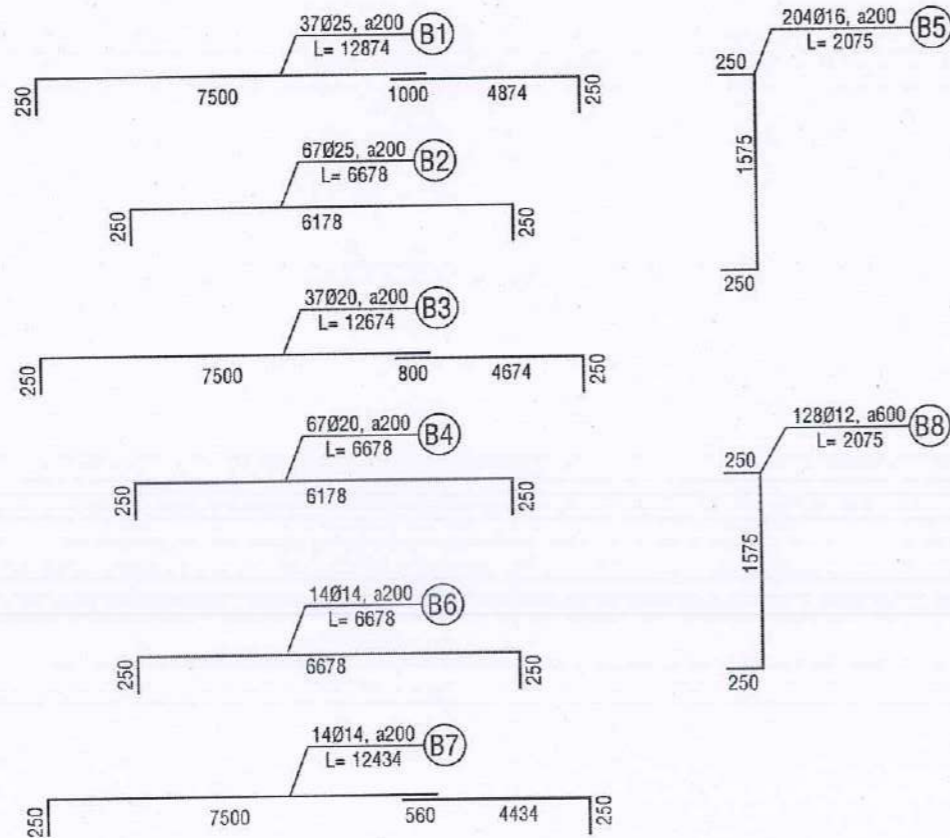 37Ø25, a200
L= 12874
B1
250
7500
1000
4874
250
67Ø25, a200
L= 6678
B2
250
6178
250
37Ø20, a200
L= 12674
B3
250
7500
800
4674
250
67Ø20, a200
L= 6678
B4
250
6178
250
14Ø14, a200
L= 6678
B6
250
6678
250
14Ø14, a200
L= 12434
B7
250
7500
560
4434
250
204Ø16, a200
L= 2075
B5
250
1575
250
128Ø12, a600
L= 2075
B8
250
1575
250